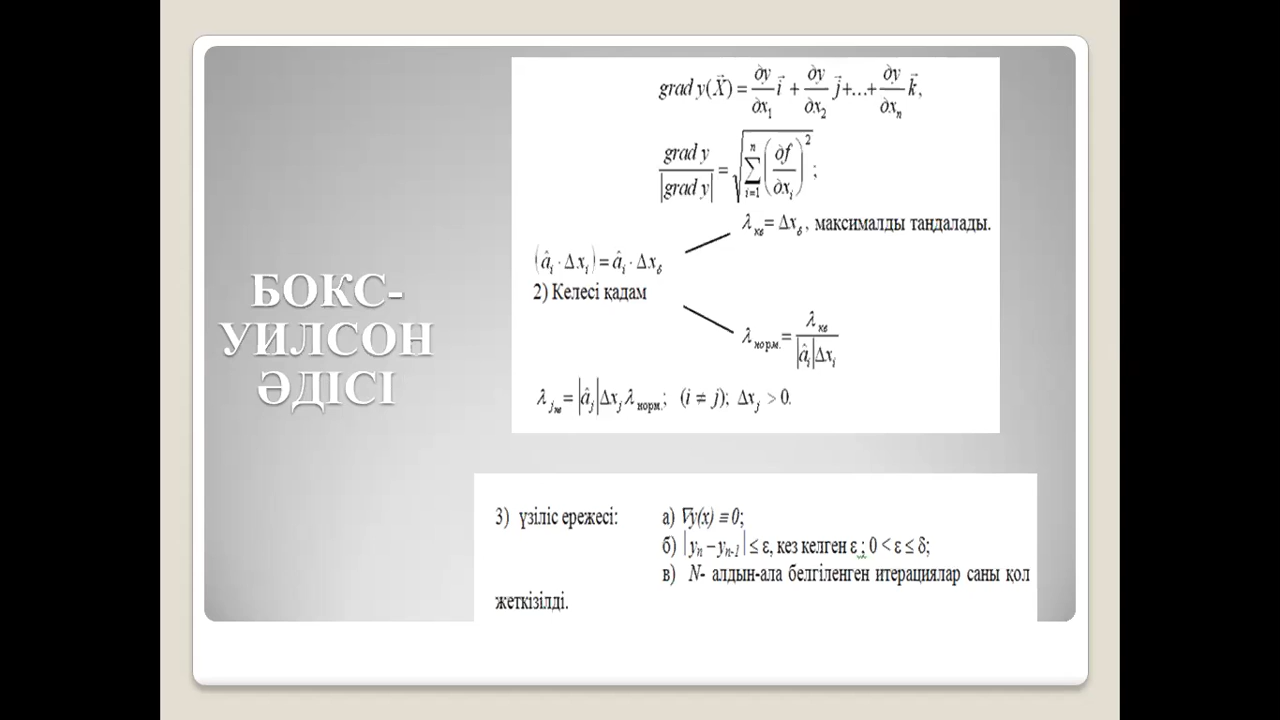 БОКС-
УИЛСОН
ӘДІСІ
grad y(X⃗) = ∂y/∂x₁ i⃗ + ∂y/∂x₂ j⃗+...+ ∂y/∂xₙ k⃗,
grad y/|grad y| = √(∑ᵢ₌₁ⁿ (∂f/∂xᵢ)²);
λ_кв = Δx_б, максималды таңдалады.
(âᵢ · Δxᵢ) = âᵢ · Δx_б
2) Келесі қадам
λ_норм. = λ_кв/|âᵢ|Δxᵢ
λ_jкв = |âⱼ|Δxⱼ λ_норм.; (i ≠ j); Δxⱼ > 0.
3) үзіліс ережесі: а) ∇y(x) ≡ 0;
б) |yₙ – yₙ₋₁| ≤ ε, кез келген ε ; 0 < ε ≤ δ;
в) N- алдын-ала белгіленген итерациялар саны қол
жеткізілді.